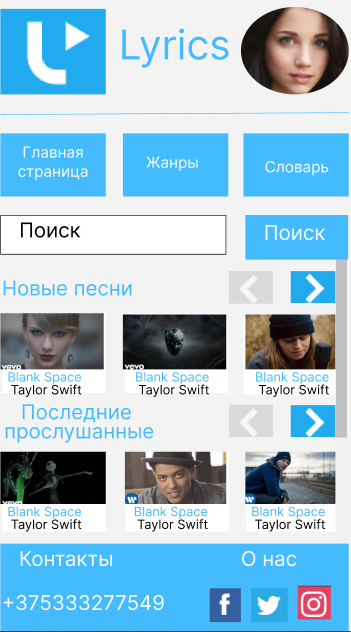 Lyrics
Главная
страница
Жанры
Словарь
Поиск
Поиск
Новые песни
vevo
vevo
Blank Space
Taylor Swift
Blank Space
Taylor Swift
Blank Space
Taylor Swift
Последние
прослушанные
vevo
Blank Space
Taylor Swift
Blank Space
Taylor Swift
Blank Space
Taylor Swift
Контакты
О нас
+375333277549